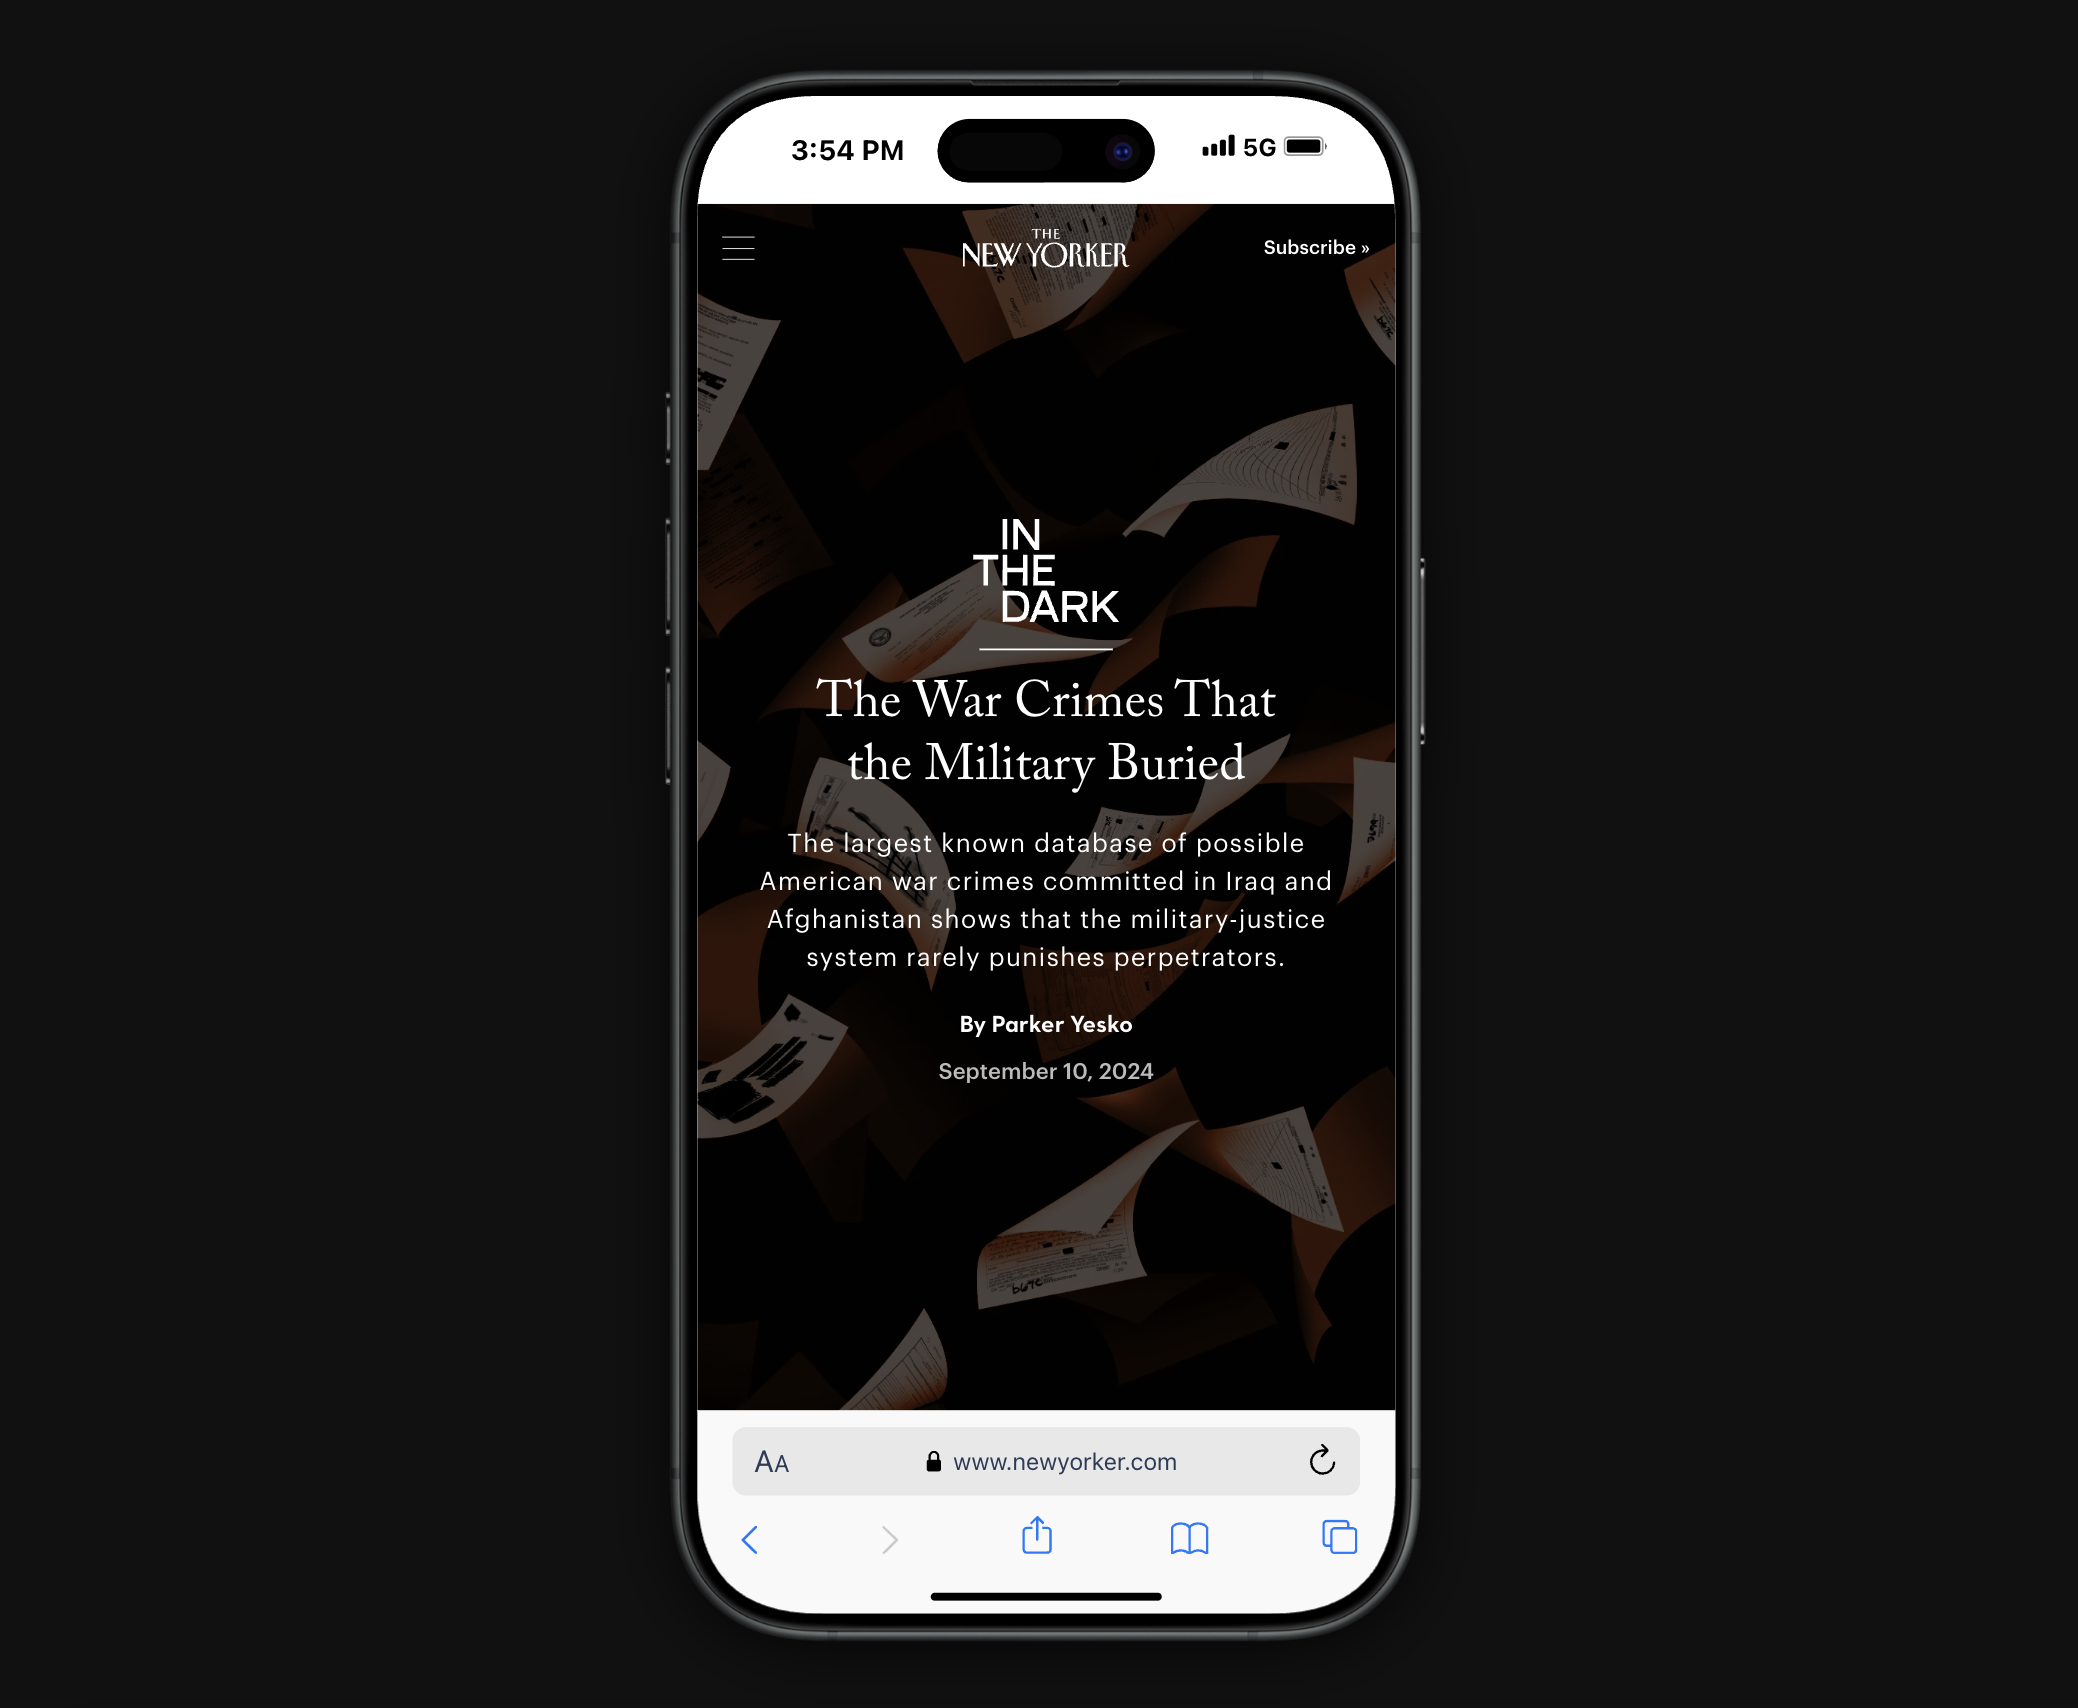 3:54 PM
5G
THE
NEW YORKER
Subscribe »
IN
THE
DARK
The War Crimes That
the Military Buried
The largest known database of possible
American war crimes committed in Iraq and
Afghanistan shows that the military-justice
system rarely punishes perpetrators.
By Parker Yesko
September 10, 2024
b67c
AA
www.newyorker.com